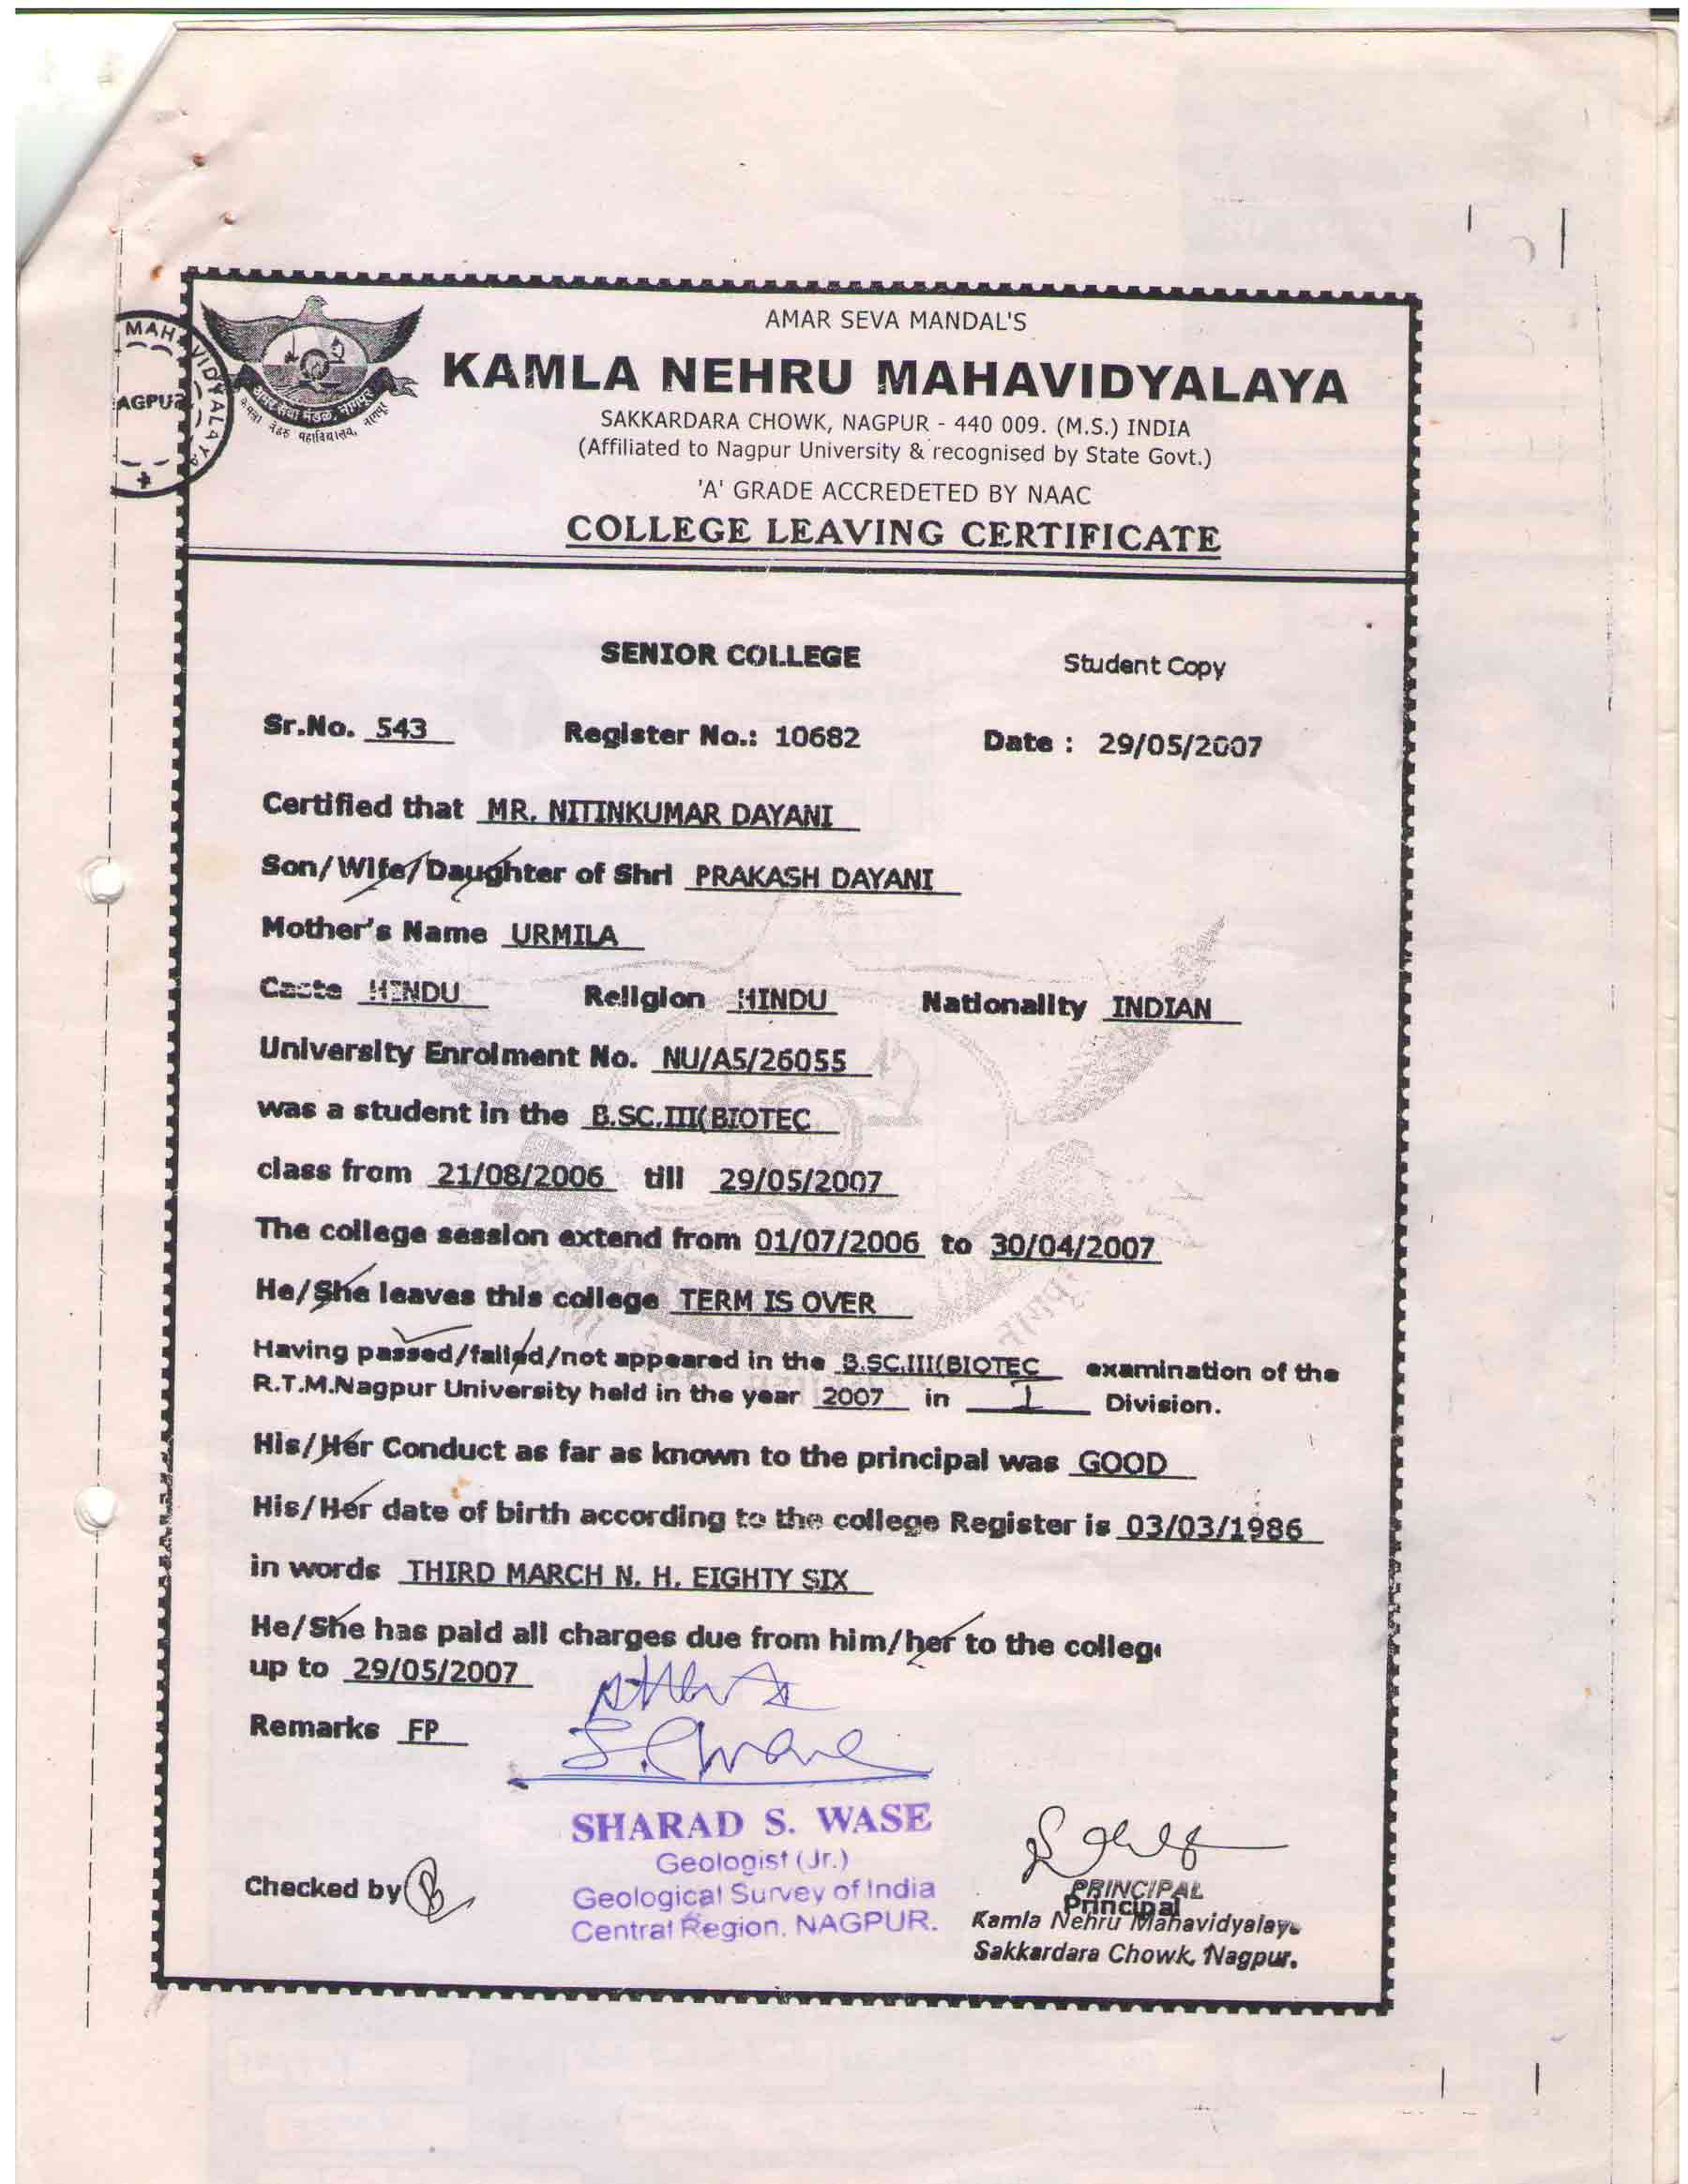 AMAR SEVA MANDAL'S
KAMLA NEHRU MAHAVIDYALAYA
SAKKARDARA CHOWK, NAGPUR - 440 009. (M.S.) INDIA
(Affiliated to Nagpur University & recognised by State Govt.)
'A' GRADE ACCREDETED BY NAAC
COLLEGE LEAVING CERTIFICATE
MAH VIDYALAYA
AGPUR
अमर सेवा मंडळ, नागपूर
कमला नेहरु महाविद्यालय, नागपूर
SENIOR COLLEGE Student Copy
Sr.No. 543 Register No.: 10682 Date : 29/05/2007
Certified that MR. NITINKUMAR DAYANI
Son/Wife/Daughter of Shri PRAKASH DAYANI
Mother's Name URMILA
Caste HINDU Religion HINDU Nationality INDIAN
University Enrolment No. NU/A5/26055
was a student in the B.SC.III(BIOTEC
class from 21/08/2006 till 29/05/2007
The college session extend from 01/07/2006 to 30/04/2007
He/She leaves this college TERM IS OVER
Having passed/failed/not appeared in the B.SC.III(BIOTEC examination of the
R.T.M.Nagpur University held in the year 2007 in I Division.
His/Her Conduct as far as known to the principal was GOOD
His/Her date of birth according to the college Register is 03/03/1986
in words THIRD MARCH N. H. EIGHTY SIX
He/She has paid all charges due from him/her to the colleg
up to 29/05/2007
Remarks FP
SHARAD S. WASE
Geologist (Jr.)
Geological Survey of India
Central Region, NAGPUR.
Checked by
PRINCIPAL
Principal
Kamla Nehru Mahavidyalaya
Sakkardara Chowk, Nagpur.